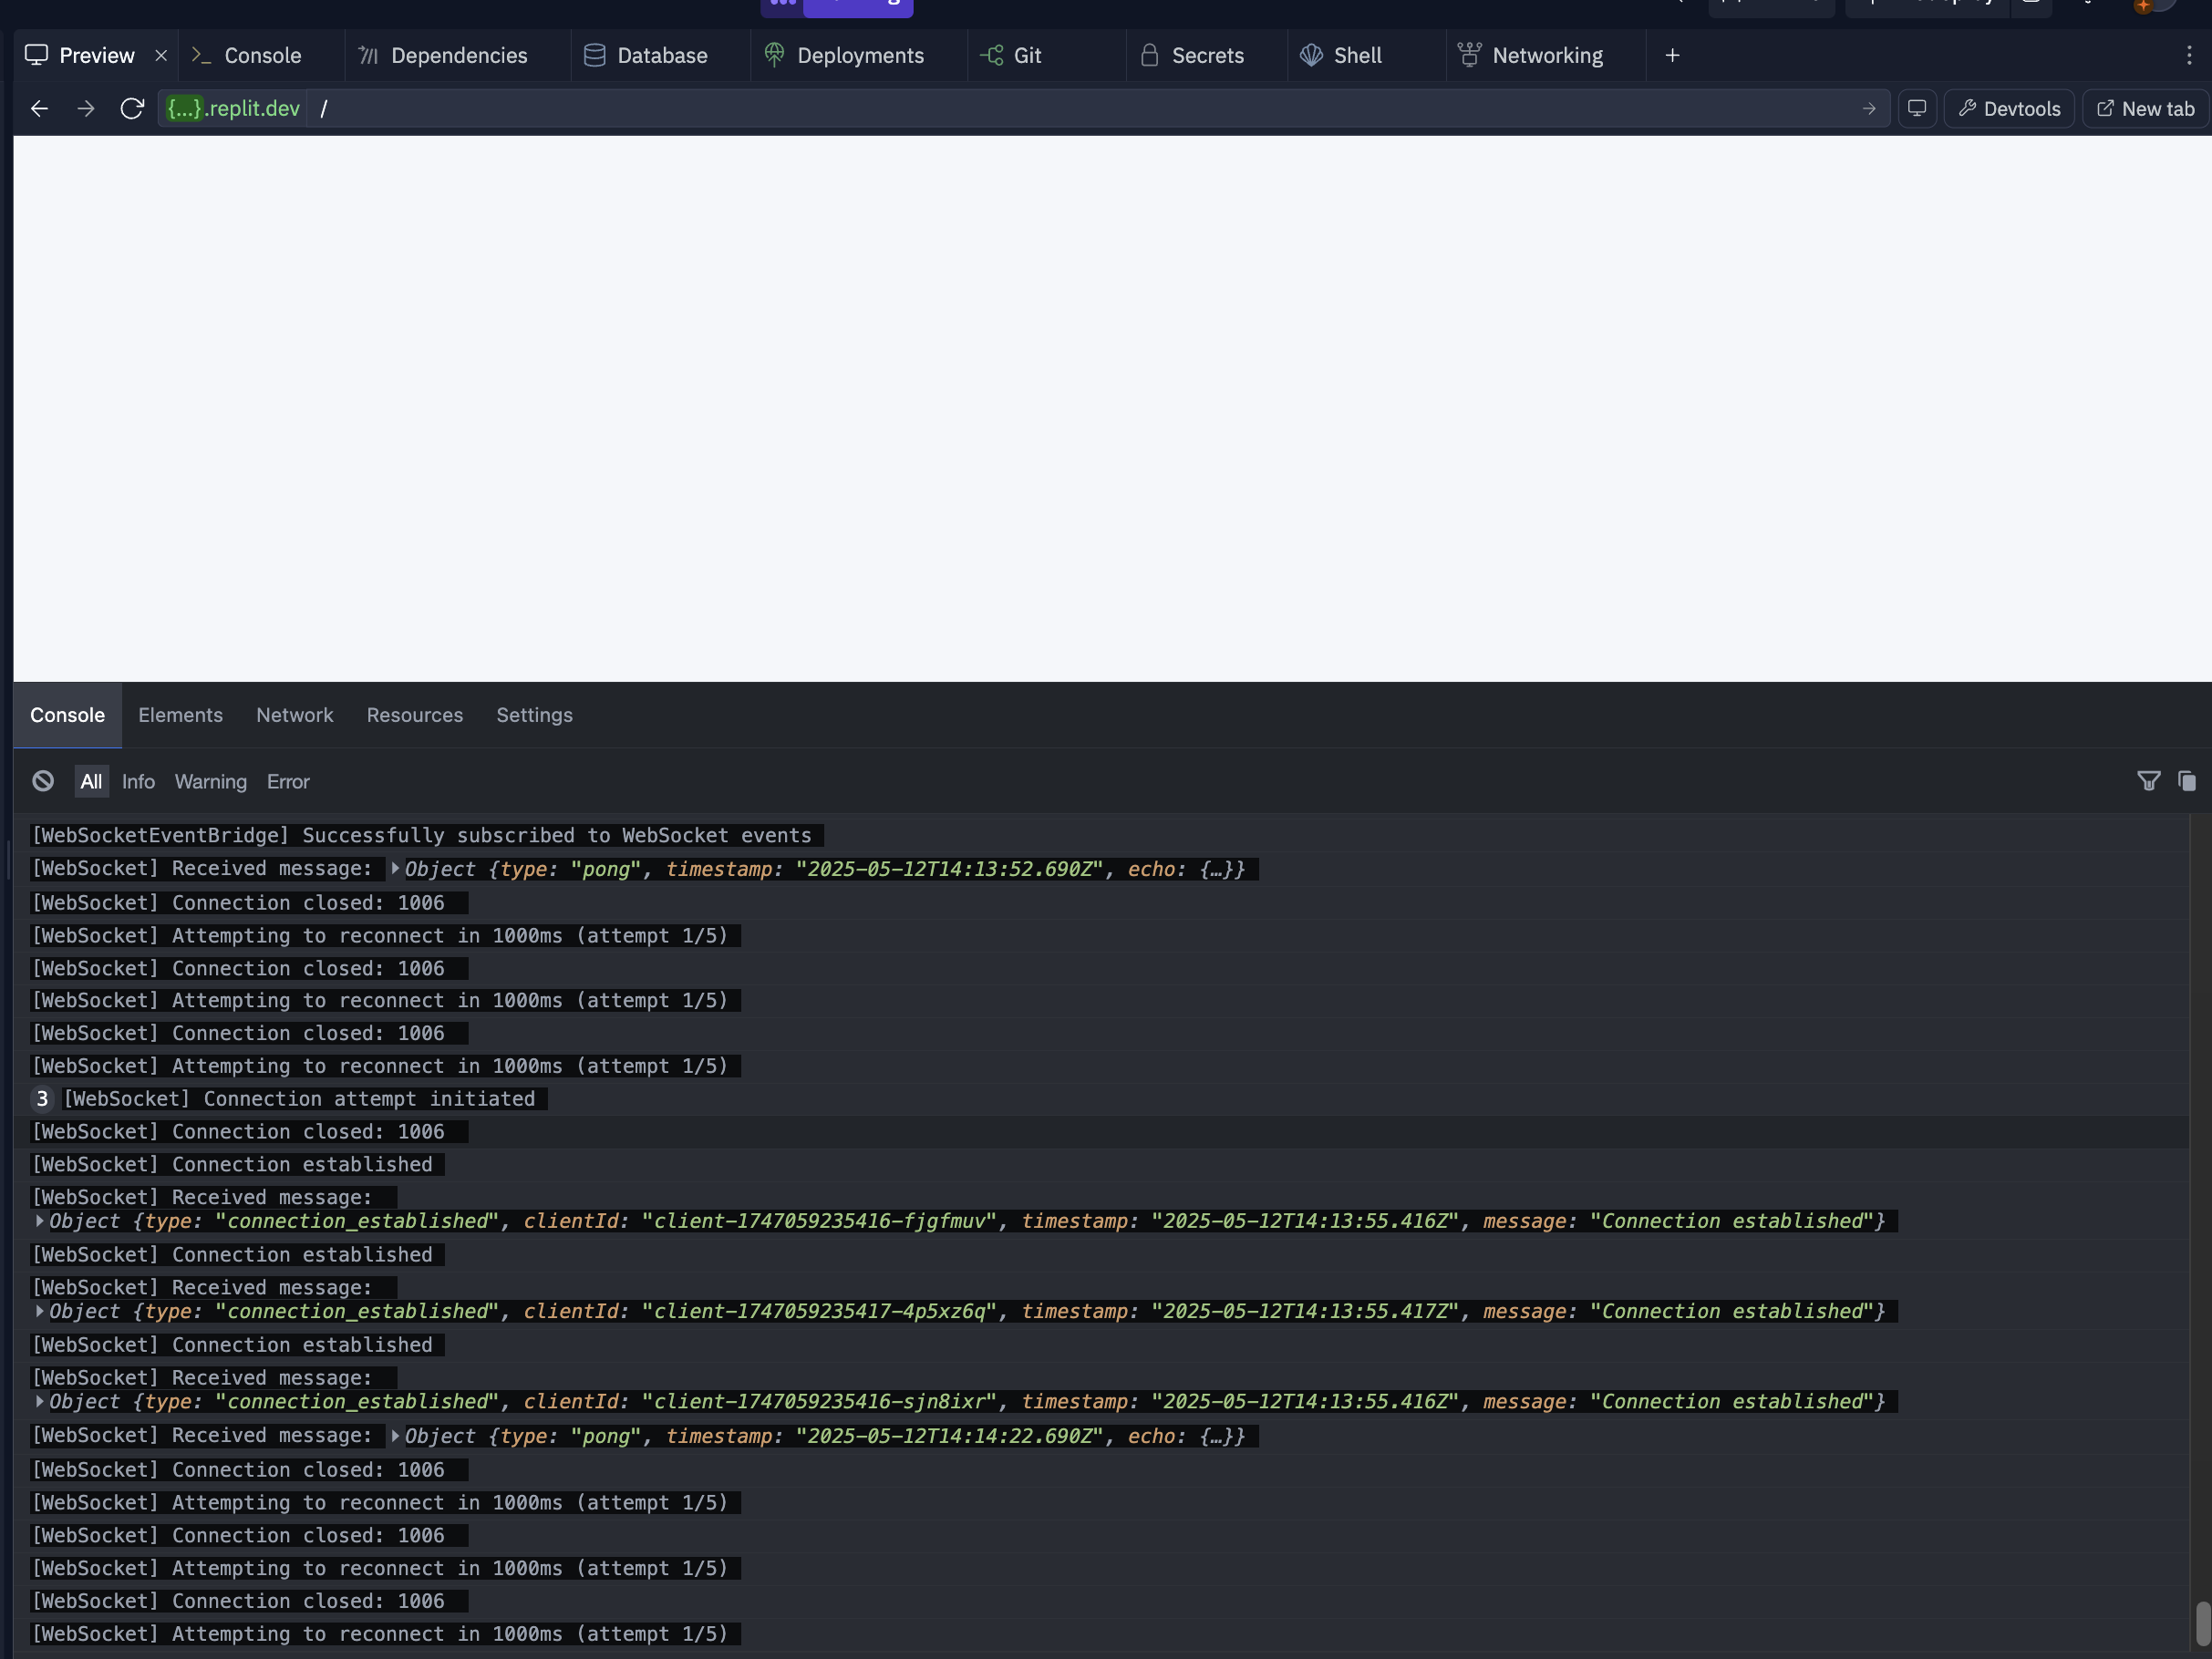 Preview Console Dependencies Database Deployments Git Secrets Shell Networking
{...}.replit.dev / Devtools New tab
Console Elements Network Resources Settings
All Info Warning Error
[WebSocketEventBridge] Successfully subscribed to WebSocket events
[WebSocket] Received message: Object {type: "pong", timestamp: "2025-05-12T14:13:52.690Z", echo: {…}}
[WebSocket] Connection closed: 1006
[WebSocket] Attempting to reconnect in 1000ms (attempt 1/5)
[WebSocket] Connection closed: 1006
[WebSocket] Attempting to reconnect in 1000ms (attempt 1/5)
[WebSocket] Connection closed: 1006
[WebSocket] Attempting to reconnect in 1000ms (attempt 1/5)
3 [WebSocket] Connection attempt initiated
[WebSocket] Connection closed: 1006
[WebSocket] Connection established
[WebSocket] Received message:
Object {type: "connection_established", clientId: "client-1747059235416-fjgfmuv", timestamp: "2025-05-12T14:13:55.416Z", message: "Connection established"}
[WebSocket] Connection established
[WebSocket] Received message:
Object {type: "connection_established", clientId: "client-1747059235417-4p5xz6q", timestamp: "2025-05-12T14:13:55.417Z", message: "Connection established"}
[WebSocket] Connection established
[WebSocket] Received message:
Object {type: "connection_established", clientId: "client-1747059235416-sjn8ixr", timestamp: "2025-05-12T14:13:55.416Z", message: "Connection established"}
[WebSocket] Received message: Object {type: "pong", timestamp: "2025-05-12T14:14:22.690Z", echo: {…}}
[WebSocket] Connection closed: 1006
[WebSocket] Attempting to reconnect in 1000ms (attempt 1/5)
[WebSocket] Connection closed: 1006
[WebSocket] Attempting to reconnect in 1000ms (attempt 1/5)
[WebSocket] Connection closed: 1006
[WebSocket] Attempting to reconnect in 1000ms (attempt 1/5)